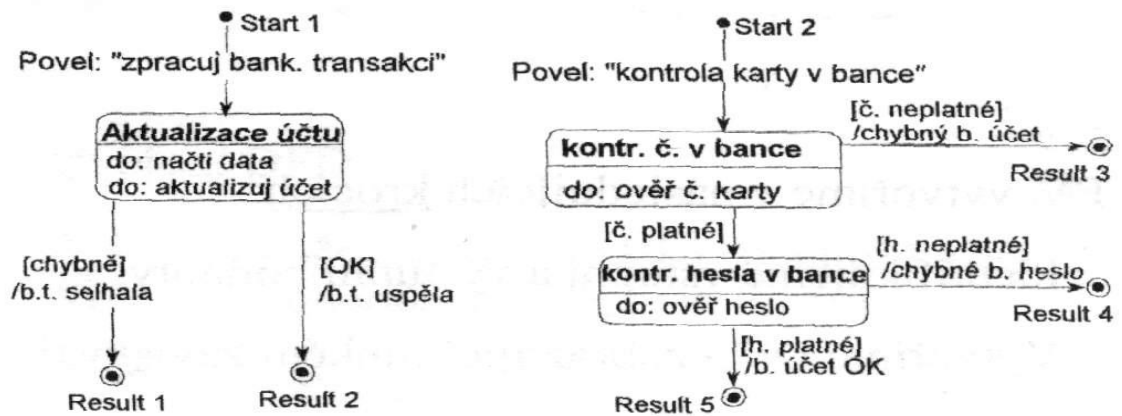 Start 1
Povel: "zpracuj bank. transakci"
Aktualizace účtu
do: načti data
do: aktualizuj účet
[chybně]
/b.t. selhala
[OK]
/b.t. uspěla
Result 1
Result 2
Start 2
Povel: "kontrola karty v bance"
kontr. č. v bance
do: ověř č. karty
[č. neplatné]
/chybný b. účet
Result 3
[č. platné]
kontr. hesla v bance
do: ověř heslo
[h. neplatné]
/chybné b. heslo
Result 4
[h. platné]
/b. účet OK
Result 5